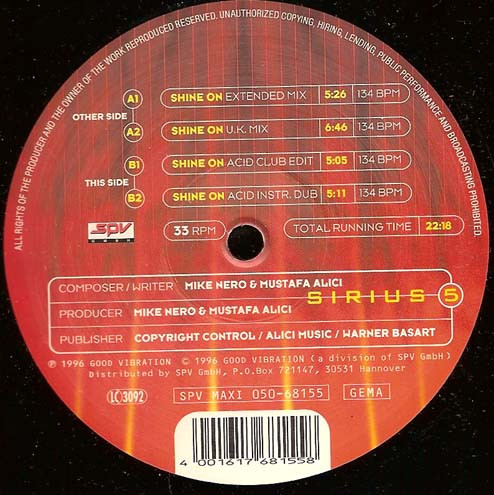 ALL RIGHTS OF THE PRODUCER AND THE OWNER OF THE WORK REPRODUCED RESERVED. UNAUTHORIZED COPYING, HIRING, LENDING, PUBLIC PERFORMANCE AND BROADCASTING PROHIBITED.
A1 SHINE ON EXTENDED MIX 5:26 134 BPM
OTHER SIDE
A2 SHINE ON U.K. MIX 6:46 134 BPM
B1 SHINE ON ACID CLUB EDIT 5:05 134 BPM
THIS SIDE
B2 SHINE ON ACID INSTR. DUB 5:11 134 BPM
spv 33 RPM TOTAL RUNNING TIME 22:18
COMPOSER/WRITER MIKE NERO & MUSTAFA ALICI
SIRIUS 5
PRODUCER MIKE NERO & MUSTAFA ALICI
PUBLISHER COPYRIGHT CONTROL / ALICI MUSIC / WARNER BASART
℗ 1996 GOOD VIBRATION © 1996 GOOD VIBRATION (a division of SPV GmbH)
Distributed by SPV GmbH, P.O.Box 721147, 30531 Hannover
LC 3092 SPV MAXI 050-68155 GEMA
4 001617 681558